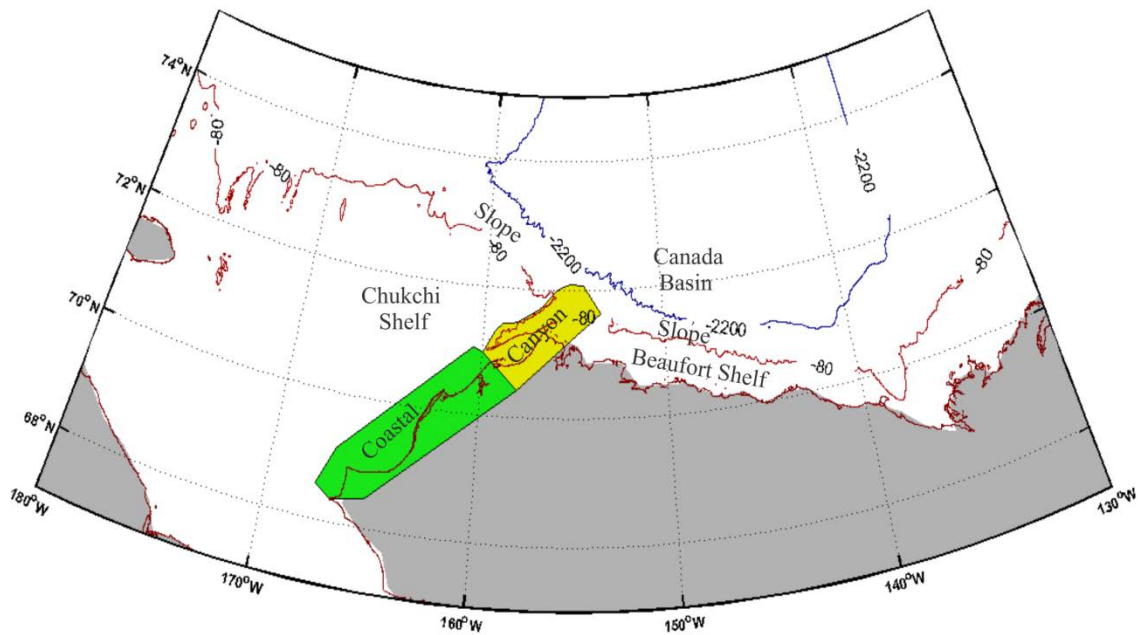 74°N
-80
-80
-2200
72°N
Slope
-80
-2200
Canada
Basin
-80
70°N
Chukchi
Shelf
-80
Canyon
-2200
Slope
-80
Beaufort Shelf
68°N
Coastal
180°W
130°W
170°W
140°W
160°W
150°W